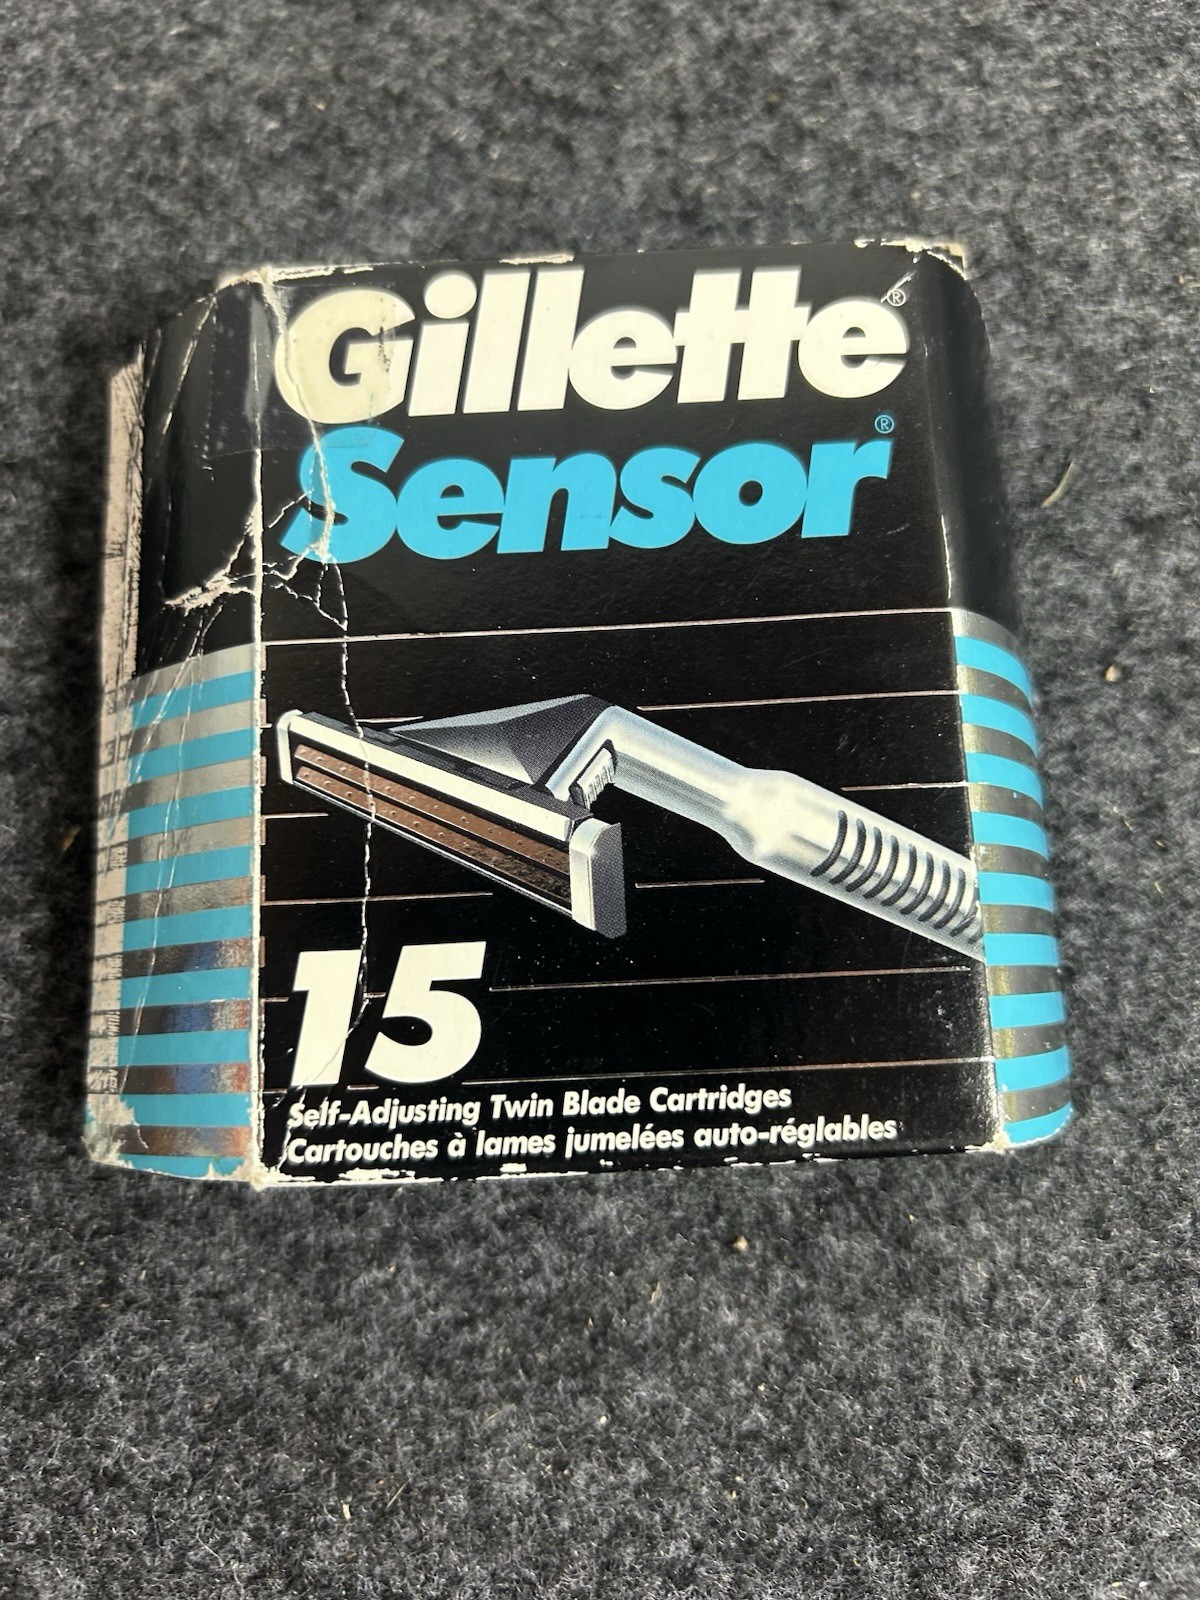 Gillette®
Sensor®
15
Self-Adjusting Twin Blade Cartridges
Cartouches à lames jumelées auto-réglables